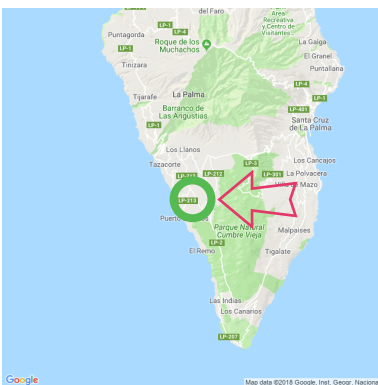 del Faro
Área
Recreativa
y Centro de
Visitantes...
LP-1
LP-4
Puntagorda
LP-1
Roque de los
Muchachos
La Galga
El Granel
Puntallana
Tinizara
LP-4
LP-1
Tijarafe
La Palma
Barranco de
Las Angustias
LP-401
LP-1
Santa Cruz
de La Palma
Los Llanos
LP-3
Los Cancajos
Tazacorte
LP-211
LP-212
LP-301
La Polvacera
de Mazo
LP-213
Puerto
Parque Natural
Cumbre Vieja
Malpaises
LP-2
El Remo
Tigalate
Las Indias
Los Canarios
LP-207
Google
Map data ©2018 Google, Inst. Geogr. Naciona